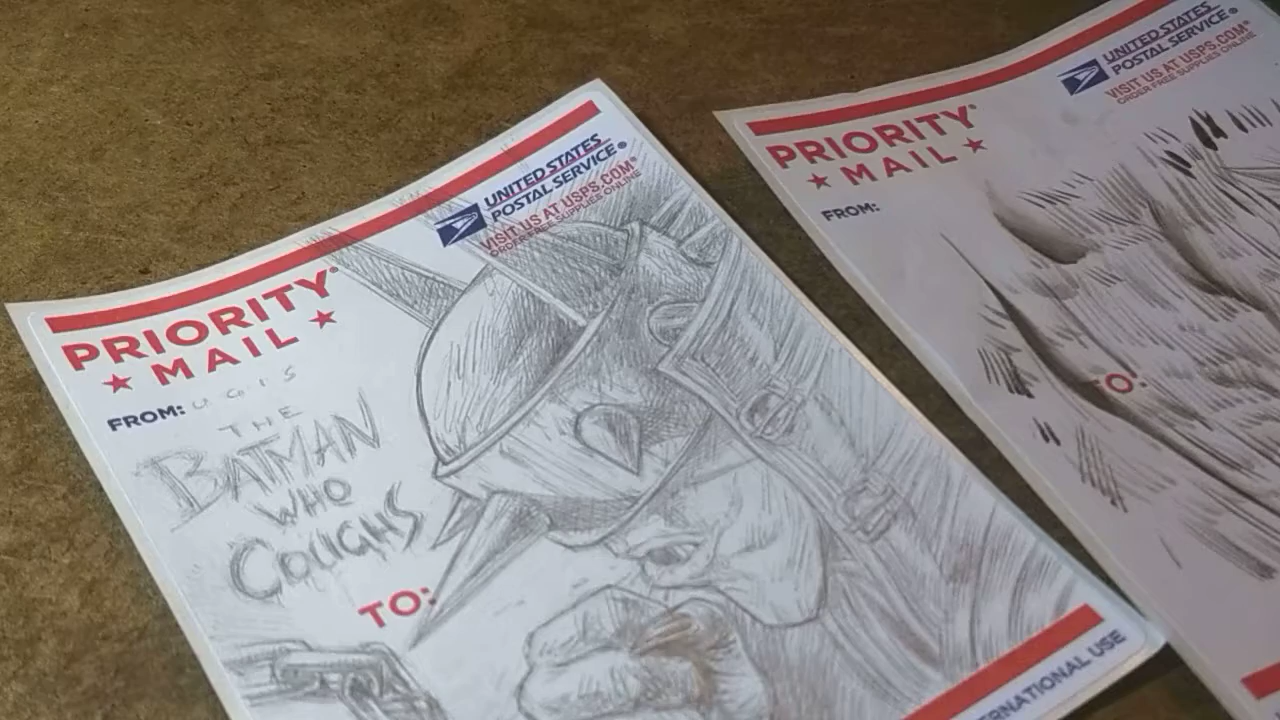 UNITED STATES
POSTAL SERVICE®
VISIT US AT USPS.COM®
ORDER FREE SUPPLIES ONLINE
PRIORITY
★ MAIL ★
FROM:
THE
BATMAN
WHO
COUGHS
TO:
ERNATIONAL USE
UNITED STATES
POSTAL SERVICE®
VISIT US AT USPS.COM®
ORDER FREE SUPPLIES ONLINE
PRIORITY®
★ MAIL ★
FROM:
TO: